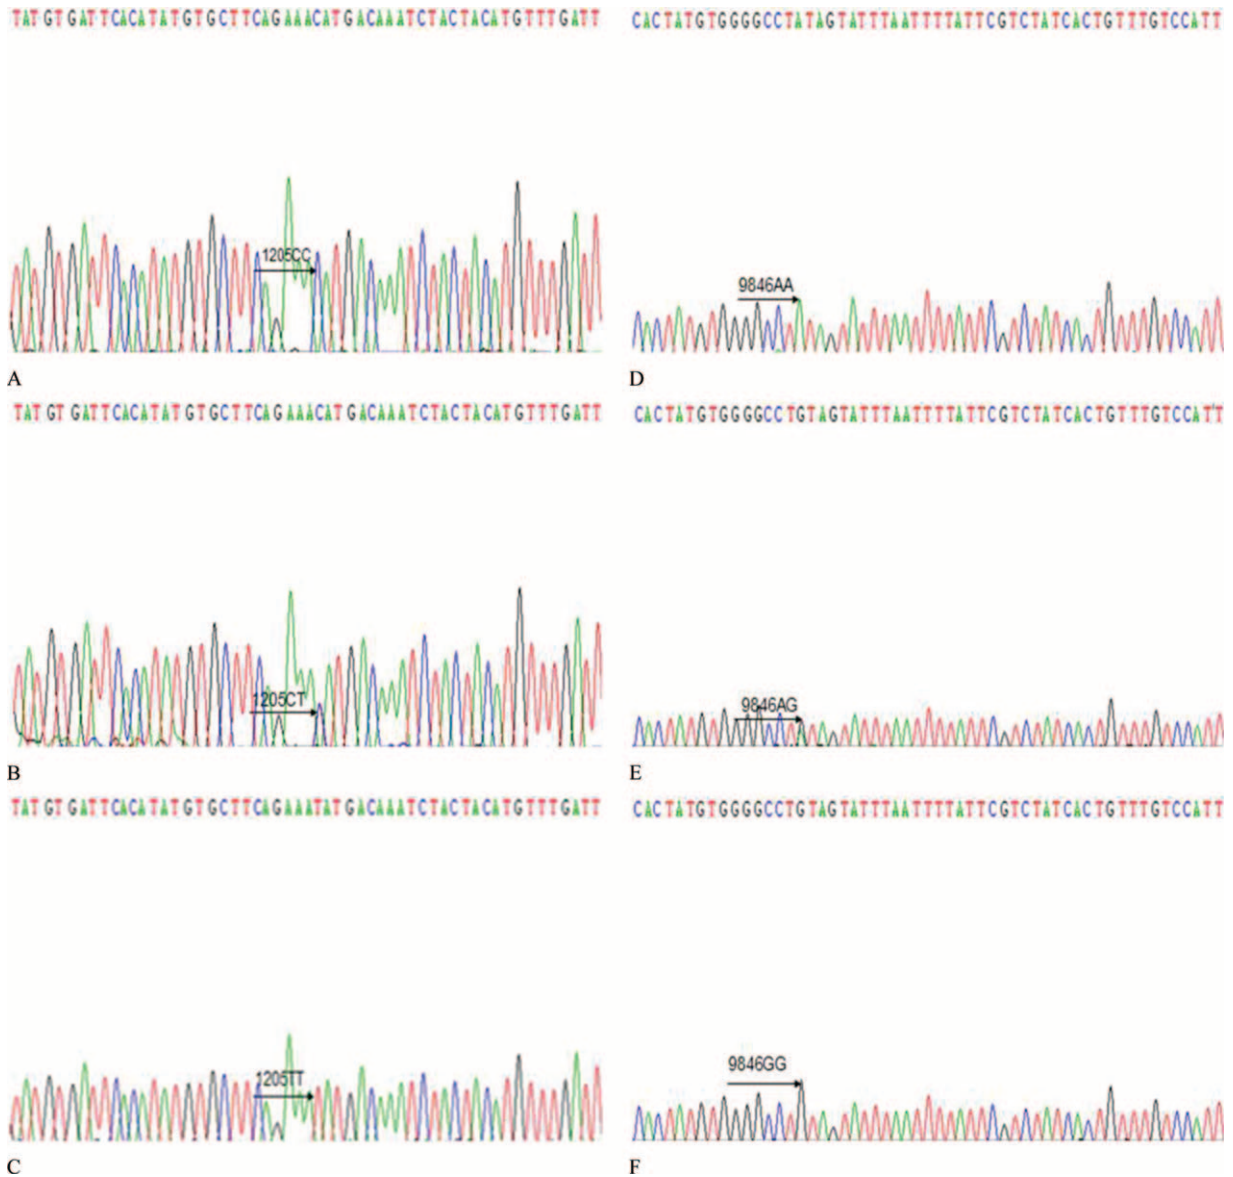 TATGTGATTCACATATGTGCTTCAGAAACATGACAAATCTACTACATGTTTGATT
1205CC
A
TATGTGATTCACATATGTGCTTCAGAAACATGACAAATCTACTACATGTTTGATT
1205CT
B
TATGTGATTCACATATGTGCTTCAGAAATATGACAAATCTACTACATGTTTGATT
1205TT
C
CACTATGTGGGGCCTATAGTATTTAATTTTATTCGTCTATCACTGTTTGTCCATT
9846AA
D
CACTATGTGGGGCCTGTAGTATTTAATTTTATTCGTCTATCACTGTTTGTCCATT
9846AG
E
CACTATGTGGGGCCTGTAGTATTTAATTTTATTCGTCTATCACTGTTTGTCCATT
9846GG
F